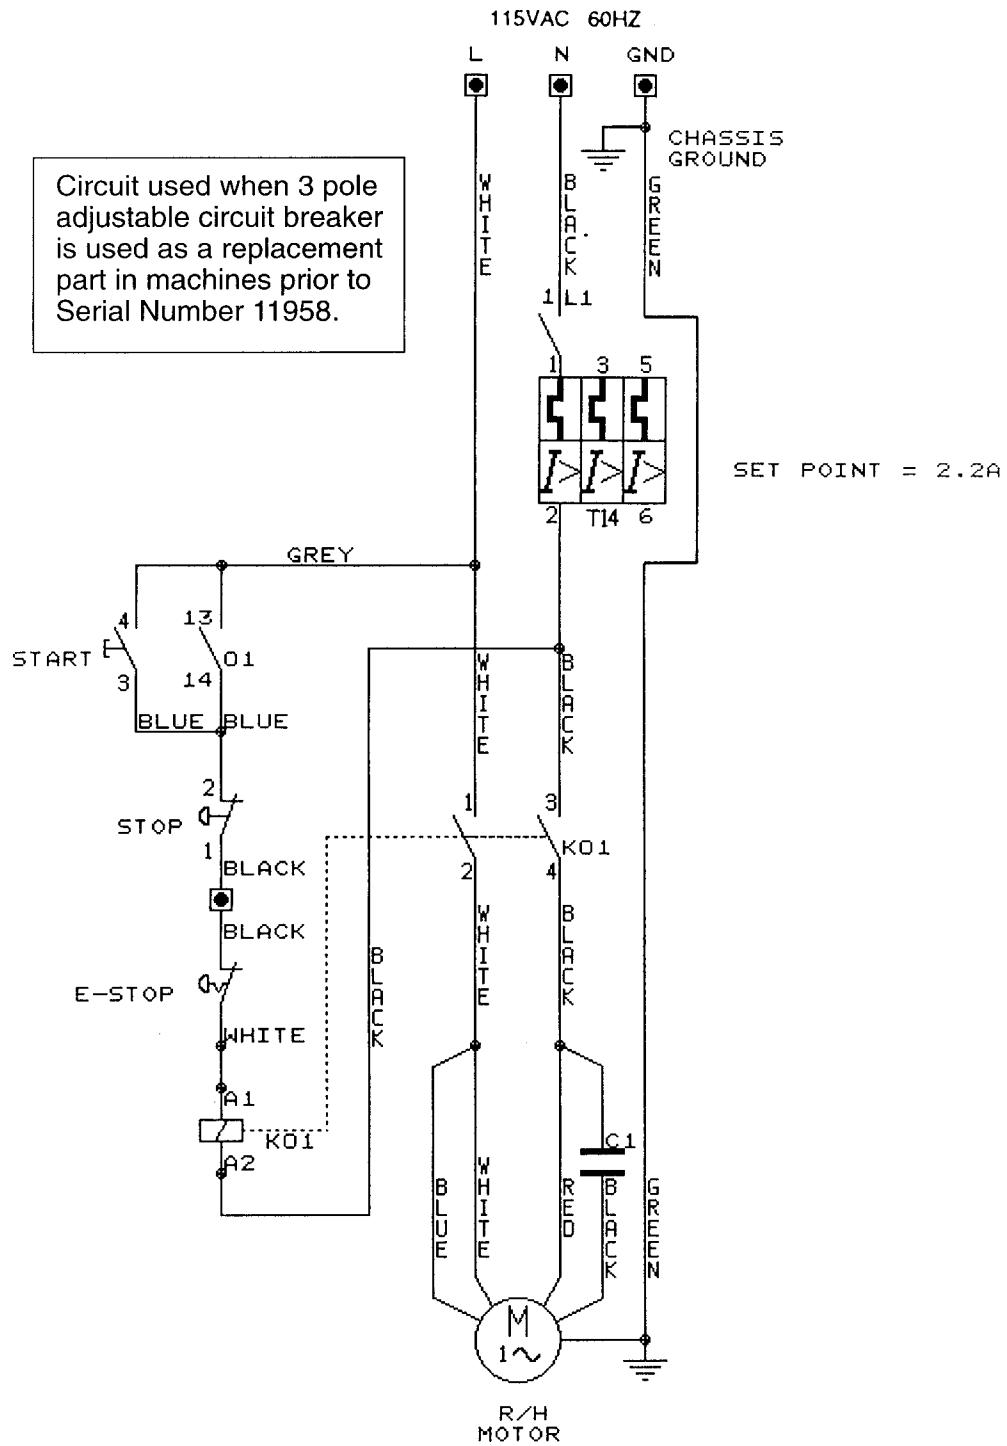 115VAC 60HZ
L N GND
CHASSIS
GROUND
Circuit used when 3 pole
adjustable circuit breaker
is used as a replacement
part in machines prior to
Serial Number 11958.
WHITE
BLACK
GREEN
1 L1
1 3 5
SET POINT = 2.2A
2 T14 6
GREY
4 13
START
01
3 14
BLUE BLUE
WHITE
BLACK
2
STOP
1
1 3
K01
2 4
BLACK
BLACK
E-STOP
WHITE
BLACK
WHITE
BLACK
A1
K01
A2
C1
BLUE
WHITE
RED
BLACK
GREEN
M
1
R/H
MOTOR